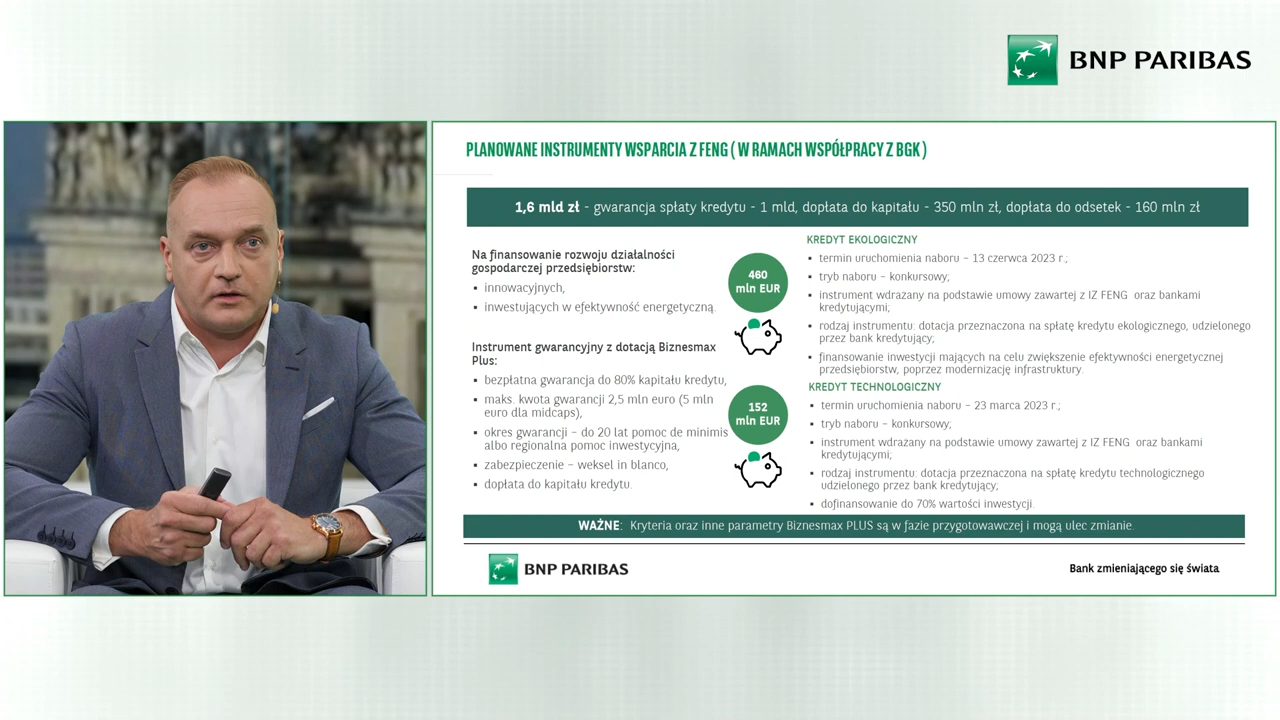 BNP PARIBAS
PLANOWANE INSTRUMENTY WSPARCIA Z FENG ( W RAMACH WSPÓŁPRACY Z BGK )
1,6 mld zł - gwarancja spłaty kredytu - 1 mld, dopłata do kapitału - 350 mln zł, dopłata do odsetek - 160 mln zł
Na finansowanie rozwoju działalności
gospodarczej przedsiębiorstw:
▪ innowacyjnych,
▪ inwestujących w efektywność energetyczną.
Instrument gwarancyjny z dotacją Biznesmax
Plus:
▪ bezpłatna gwarancja do 80% kapitału kredytu,
▪ maks. kwota gwarancji 2,5 mln euro (5 mln
euro dla midcaps),
▪ okres gwarancji – do 20 lat pomoc de minimis
albo regionalna pomoc inwestycyjna,
▪ zabezpieczenie – weksel in blanco,
▪ dopłata do kapitału kredytu.
460
mln EUR
152
mln EUR
KREDYT EKOLOGICZNY
▪ termin uruchomienia naboru – 13 czerwca 2023 r.;
▪ tryb naboru – konkursowy;
▪ instrument wdrażany na podstawie umowy zawartej z IZ FENG oraz bankami
kredytującymi;
▪ rodzaj instrumentu: dotacja przeznaczona na spłatę kredytu ekologicznego, udzielonego
przez bank kredytujący;
▪ finansowanie inwestycji mających na celu zwiększenie efektywności energetycznej
przedsiębiorstw, poprzez modernizację infrastruktury.
KREDYT TECHNOLOGICZNY
▪ termin uruchomienia naboru – 23 marca 2023 r.;
▪ tryb naboru – konkursowy;
▪ instrument wdrażany na podstawie umowy zawartej z IZ FENG oraz bankami
kredytującymi;
▪ rodzaj instrumentu: dotacja przeznaczona na spłatę kredytu technologicznego
udzielonego przez bank kredytujący;
▪ dofinansowanie do 70% wartości inwestycji.
WAŻNE: Kryteria oraz inne parametry Biznesmax PLUS są w fazie przygotowawczej i mogą ulec zmianie.
BNP PARIBAS
Bank zmieniającego się świata